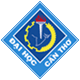 ĐẠI HỌC
CẦN THƠ